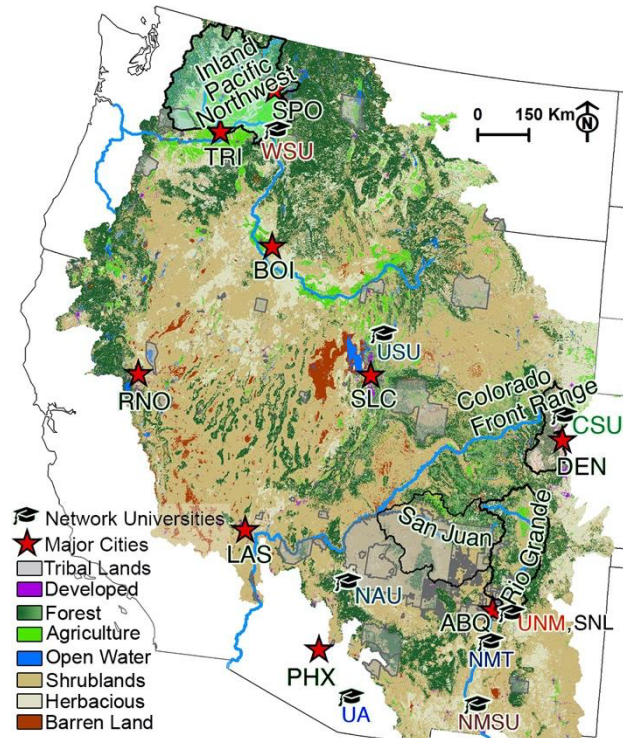 Inland
Pacific
Northwest
SPO
0 150 Km
N
TRI
WSU
BOI
USU
RNO
SLC
Colorado
Front Range
CSU
DEN
Network Universities
Major Cities
Tribal Lands
Developed
Forest
Agriculture
Open Water
Shrublands
Herbacious
Barren Land
LAS
San Juan
Rio Grande
NAU
ABQ
UNM, SNL
NMT
PHX
UA
NMSU